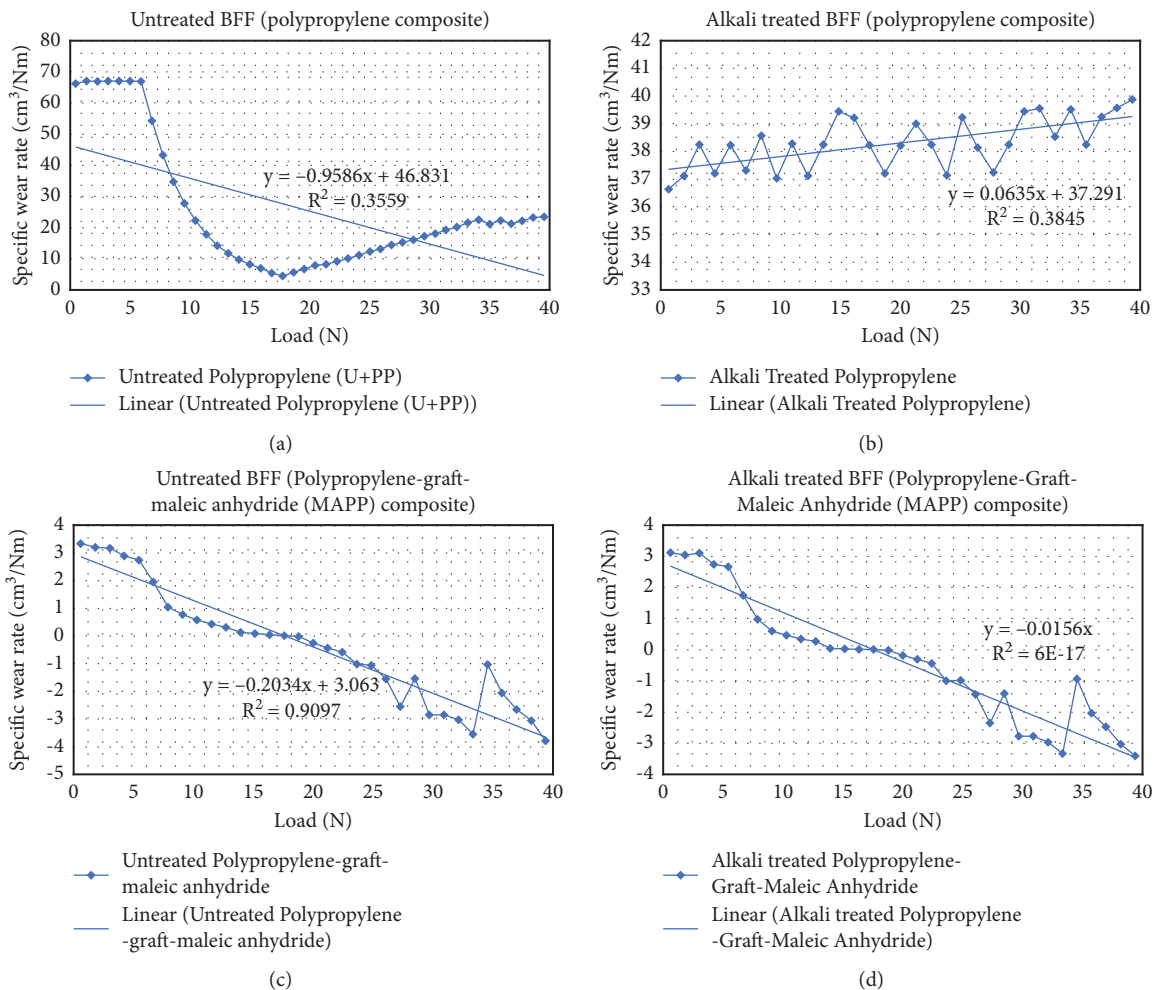 Untreated BFF (polypropylene composite)
Specific wear rate (cm³/Nm)
80
70
60
50
40
30
20
10
0
y = –0.9586x + 46.831
R² = 0.3559
0 5 10 15 20 25 30 35 40
Load (N)
Untreated Polypropylene (U+PP)
Linear (Untreated Polypropylene (U+PP))
(a)
Alkali treated BFF (polypropylene composite)
Specific wear rate (cm³/Nm)
42
41
40
39
38
37
36
35
34
33
y = 0.0635x + 37.291
R² = 0.3845
0 5 10 15 20 25 30 35 40
Load (N)
Alkali Treated Polypropylene
Linear (Alkali Treated Polypropylene)
(b)
Untreated BFF (Polypropylene-graft-
maleic anhydride (MAPP) composite)
Specific wear rate (cm³/Nm)
4
3
2
1
0
-1
-2
-3
-4
-5
y = –0.2034x + 3.063
R² = 0.9097
0 5 10 15 20 25 30 35 40
Load (N)
Untreated Polypropylene-graft-
maleic anhydride
Linear (Untreated Polypropylene
-graft-maleic anhydride)
(c)
Alkali treated BFF (Polypropylene-Graft-
Maleic Anhydride (MAPP) composite)
Specific wear rate (cm³/Nm)
4
3
2
1
0
-1
-2
-3
-4
y = –0.0156x
R² = 6E-17
0 5 10 15 20 25 30 35 40
Load (N)
Alkali treated Polypropylene-
Graft-Maleic Anhydride
Linear (Alkali treated Polypropylene
-Graft-Maleic Anhydride)
(d)